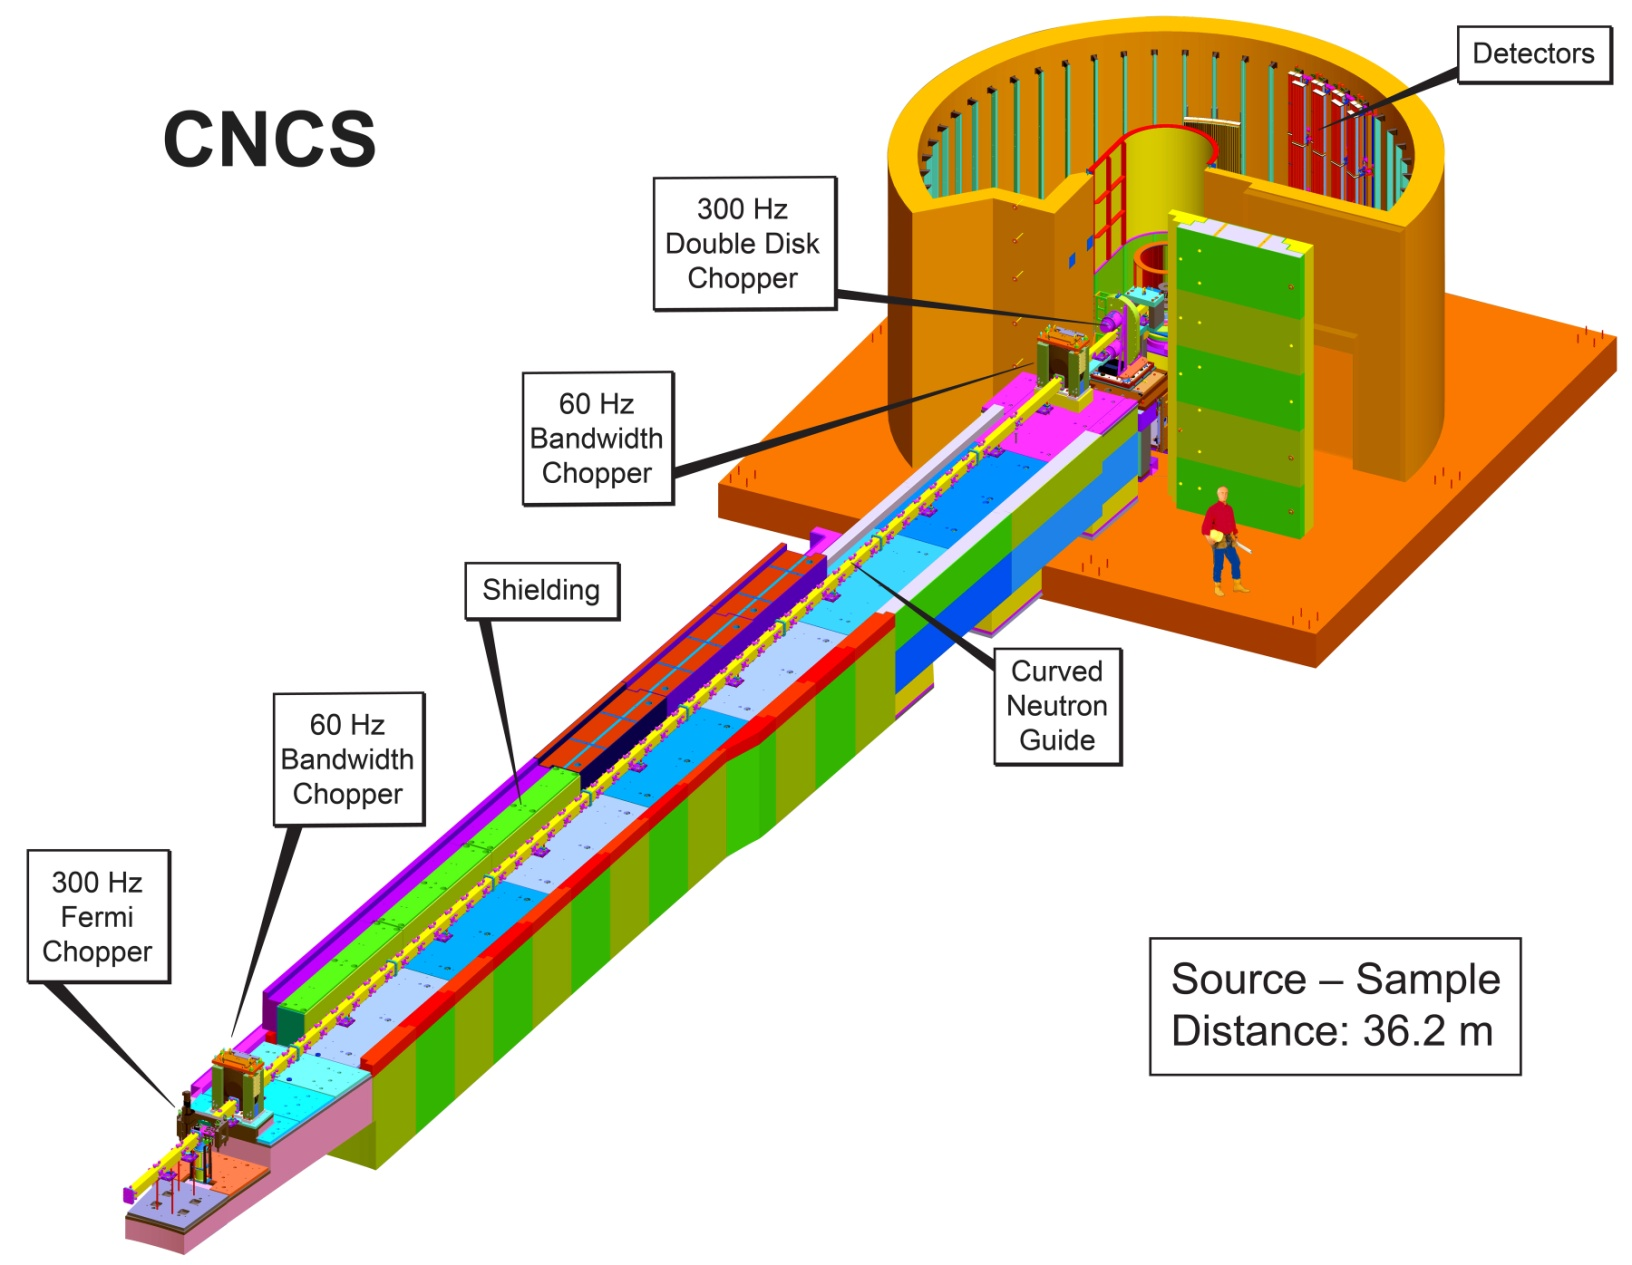 CNCS
Detectors
300 Hz
Double Disk
Chopper
60 Hz
Bandwidth
Chopper
Shielding
Curved
Neutron
Guide
60 Hz
Bandwidth
Chopper
300 Hz
Fermi
Chopper
Source – Sample
Distance: 36.2 m